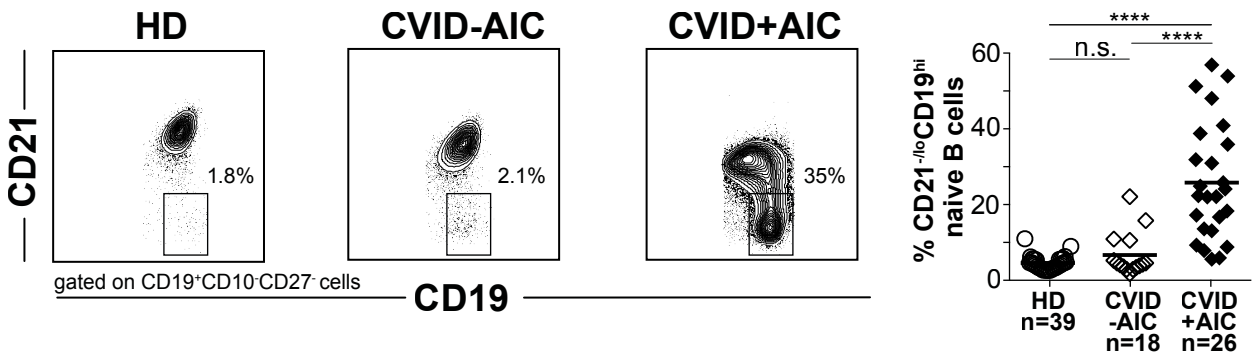 HD
CVID-AIC
CVID+AIC
CD21
1.8%
2.1%
35%
gated on CD19⁺CD10⁻CD27⁻ cells
CD19
% CD21⁻/ˡᵒCD19ʰⁱ
naive B cells
****
n.s.
****
60
40
20
0
HD
n=39
CVID
-AIC
n=18
CVID
+AIC
n=26